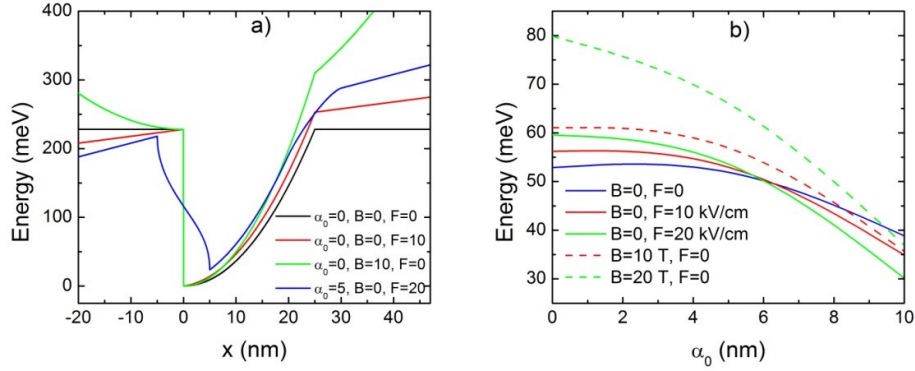 a)
400
300
200
100
0
Energy (meV)
-20 -10 0 10 20 30 40
x (nm)
α₀=0, B=0, F=0
α₀=0, B=0, F=10
α₀=0, B=10, F=0
α₀=5, B=0, F=20
b)
80
70
60
50
40
30
Energy (meV)
0 2 4 6 8 10
α₀ (nm)
B=0, F=0
B=0, F=10 kV/cm
B=0, F=20 kV/cm
B=10 T, F=0
B=20 T, F=0